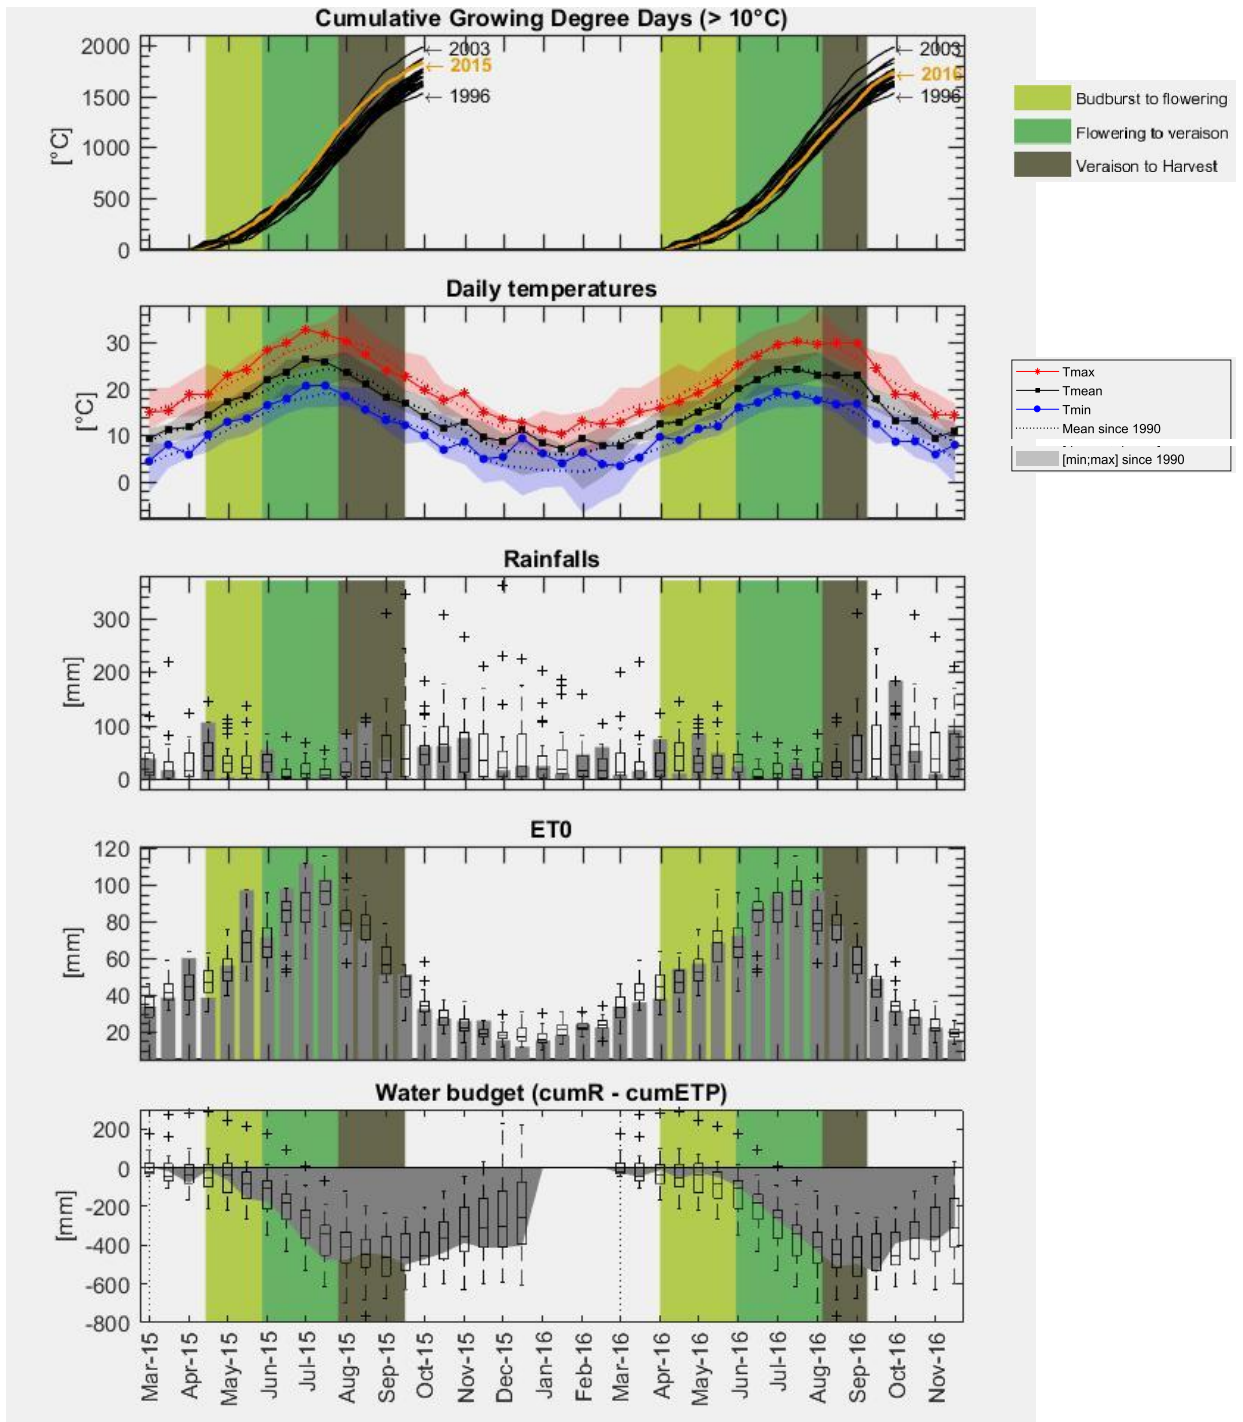 Cumulative Growing Degree Days (> 10°C)
2000
1500
1000
500
0
[°C]
← 2003
← 2015
← 1996
← 2003
← 2016
← 1996
Budburst to flowering
Flowering to veraison
Veraison to Harvest
Daily temperatures
30
20
10
0
[°C]
Tmax
Tmean
Tmin
Mean since 1990
[min;max] since 1990
Rainfalls
300
200
100
0
[mm]
ET0
120
100
80
60
40
20
[mm]
Water budget (cumR - cumETP)
200
0
-200
-400
-600
-800
[mm]
Mar-15
Apr-15
May-15
Jun-15
Jul-15
Aug-15
Sep-15
Oct-15
Nov-15
Dec-15
Jan-16
Feb-16
Mar-16
Apr-16
May-16
Jun-16
Jul-16
Aug-16
Sep-16
Oct-16
Nov-16